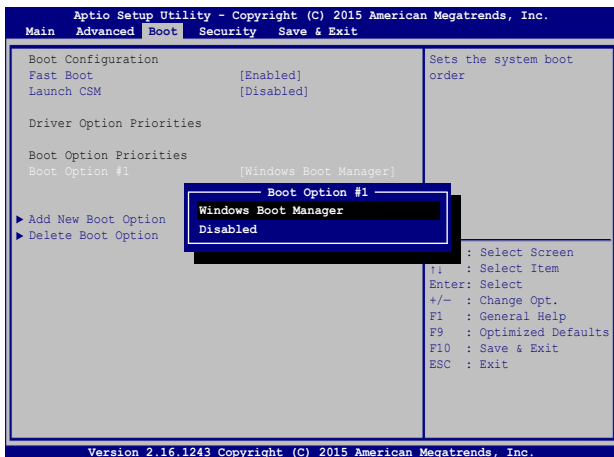 Aptio Setup Utility - Copyright (C) 2015 American Megatrends, Inc.
Main Advanced Boot Security Save & Exit
Boot Configuration
Fast Boot [Enabled]
Launch CSM [Disabled]
Driver Option Priorities
Boot Option Priorities
Boot Option #1 [Windows Boot Manager]
Add New Boot Option
Delete Boot Option
Boot Option #1
Windows Boot Manager
Disabled
Sets the system boot
order
: Select Screen
↑↓ : Select Item
Enter: Select
+/— : Change Opt.
F1 : General Help
F9 : Optimized Defaults
F10 : Save & Exit
ESC : Exit
Version 2.16.1243 Copyright (C) 2015 American Megatrends, Inc.